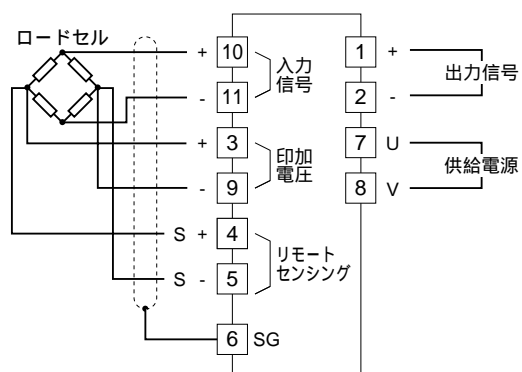 ロードセル
+ 10
- 11
入力
信号
+ 3
- 9
印加
電圧
S + 4
S - 5
リモート
センシング
6 SG
1 +
2 -
出力信号
7 U
8 V
供給電源